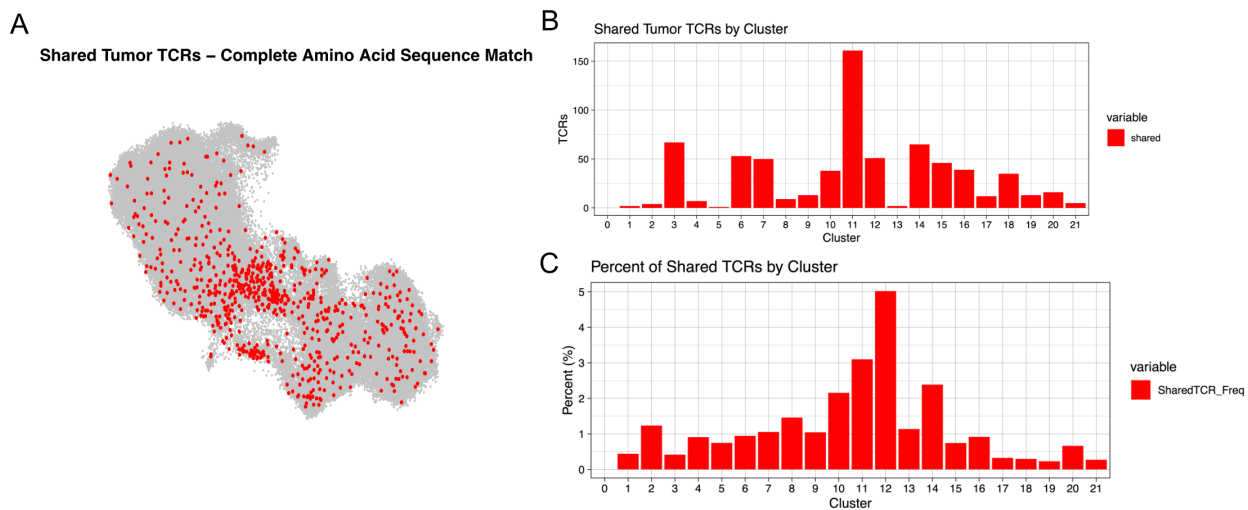 A
Shared Tumor TCRs – Complete Amino Acid Sequence Match
B
Shared Tumor TCRs by Cluster
150
100
50
0
TCRs
0 1 2 3 4 5 6 7 8 9 10 11 12 13 14 15 16 17 18 19 20 21
Cluster
variable
shared
C
Percent of Shared TCRs by Cluster
5
4
3
2
1
0
Percent (%)
0 1 2 3 4 5 6 7 8 9 10 11 12 13 14 15 16 17 18 19 20 21
Cluster
variable
SharedTCR_Freq